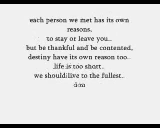 each person we met has its own
reasons.
to stay or leave you..
but be thankful and be contented,
destiny have its own reason too..
life is too short..
we should live to the fullest..